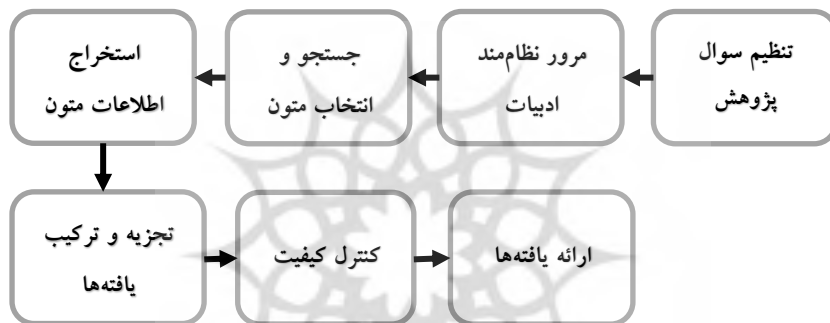 تنظیم سوال
پژوهش
مرور نظام‌مند
ادبیات
جستجو و
انتخاب متون
استخراج
اطلاعات متون
تجزیه و ترکیب
یافته‌ها
کنترل کیفیت
ارائه یافته‌ها